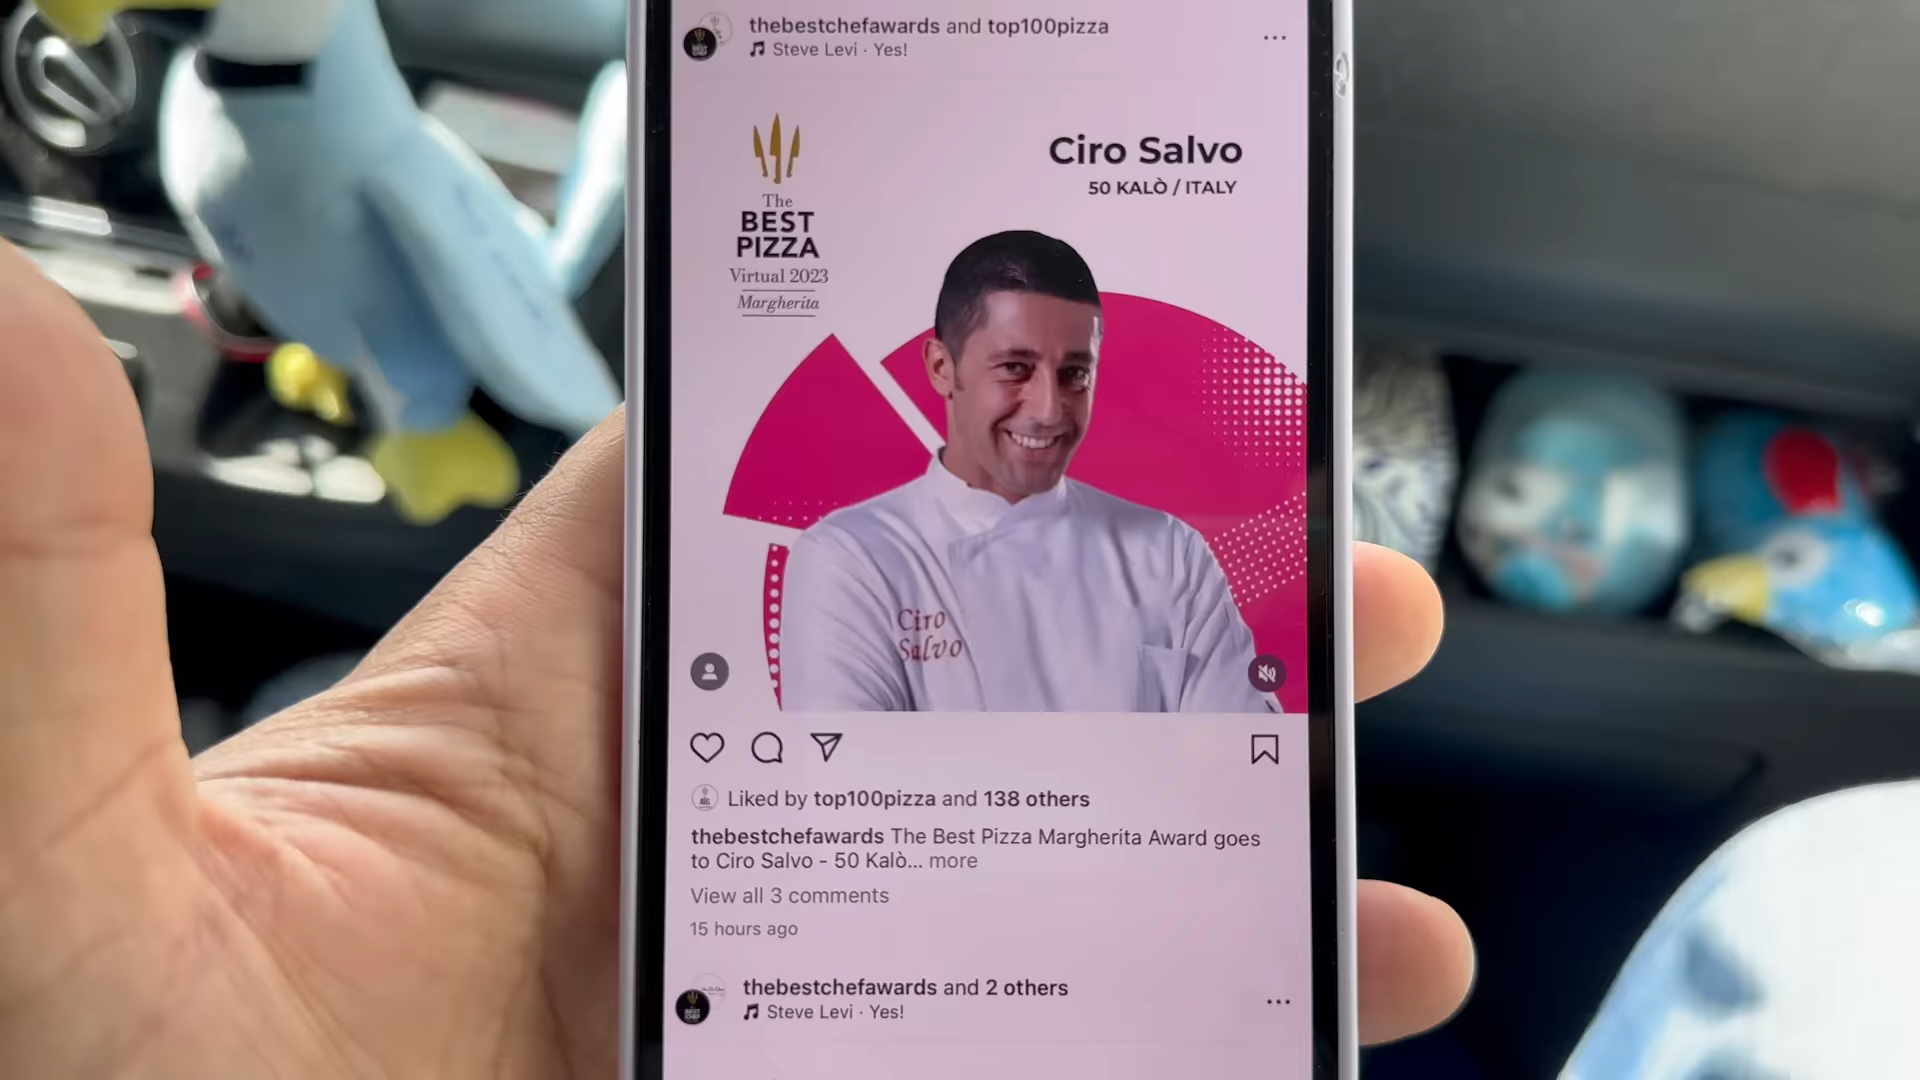 thebestchefawards and top100pizza
Steve Levi · Yes!
Ciro Salvo
50 KALÒ / ITALY
The
BEST
PIZZA
Virtual 2023
Margherita
Ciro
Salvo
Liked by top100pizza and 138 others
thebestchefawards The Best Pizza Margherita Award goes
to Ciro Salvo - 50 Kalò... more
View all 3 comments
15 hours ago
thebestchefawards and 2 others
Steve Levi · Yes!